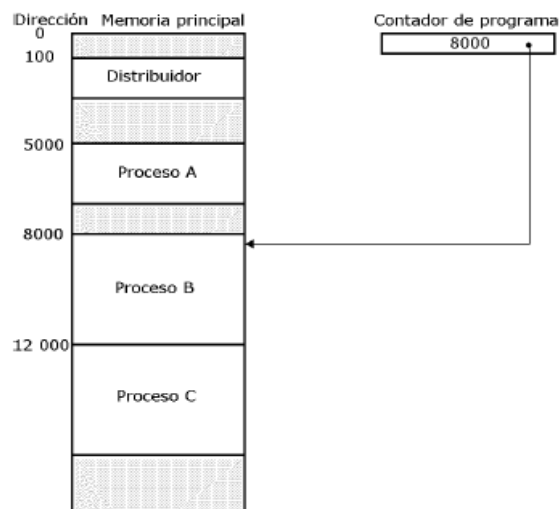 Dirección Memoria principal
0
100
Distribuidor
5000
Proceso A
8000
Proceso B
12 000
Proceso C
Contador de programa
8000